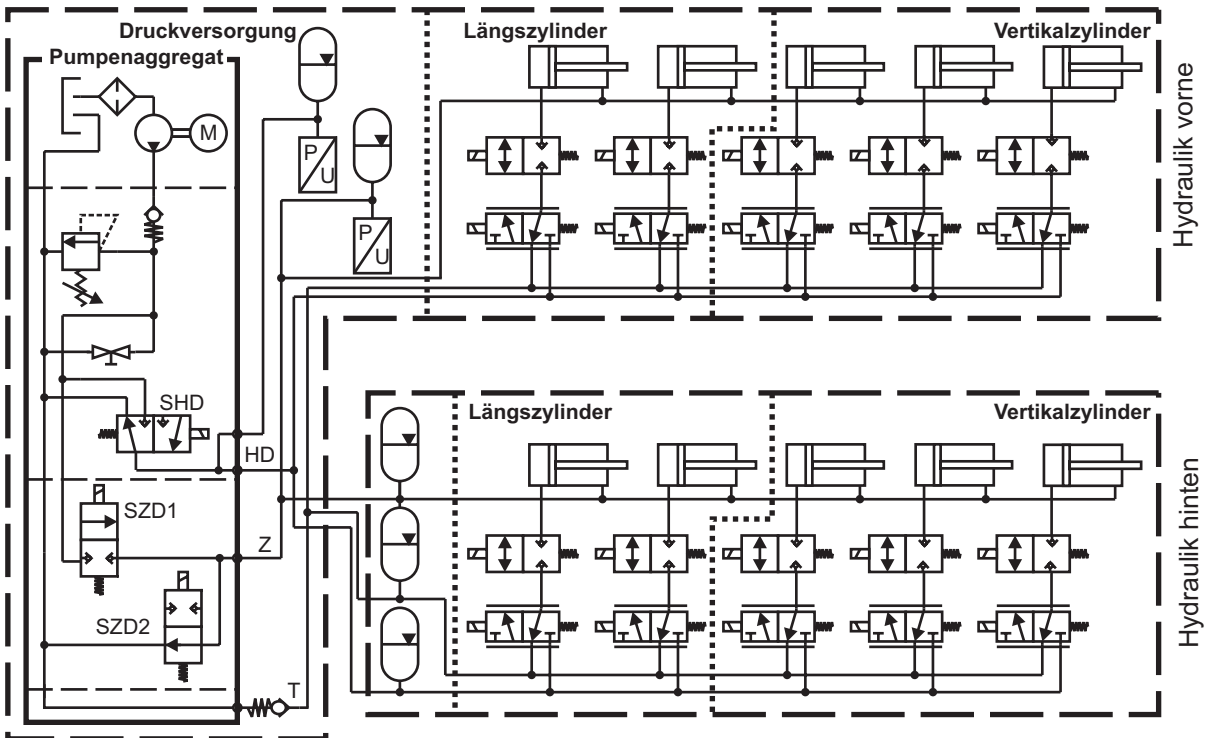 Druckversorgung
Längszylinder
Vertikalzylinder
Pumpenaggregat
M
P
U
P
U
Hydraulik vorne
SHD
HD
Längszylinder
Vertikalzylinder
SZD1
Z
SZD2
T
Hydraulik hinten